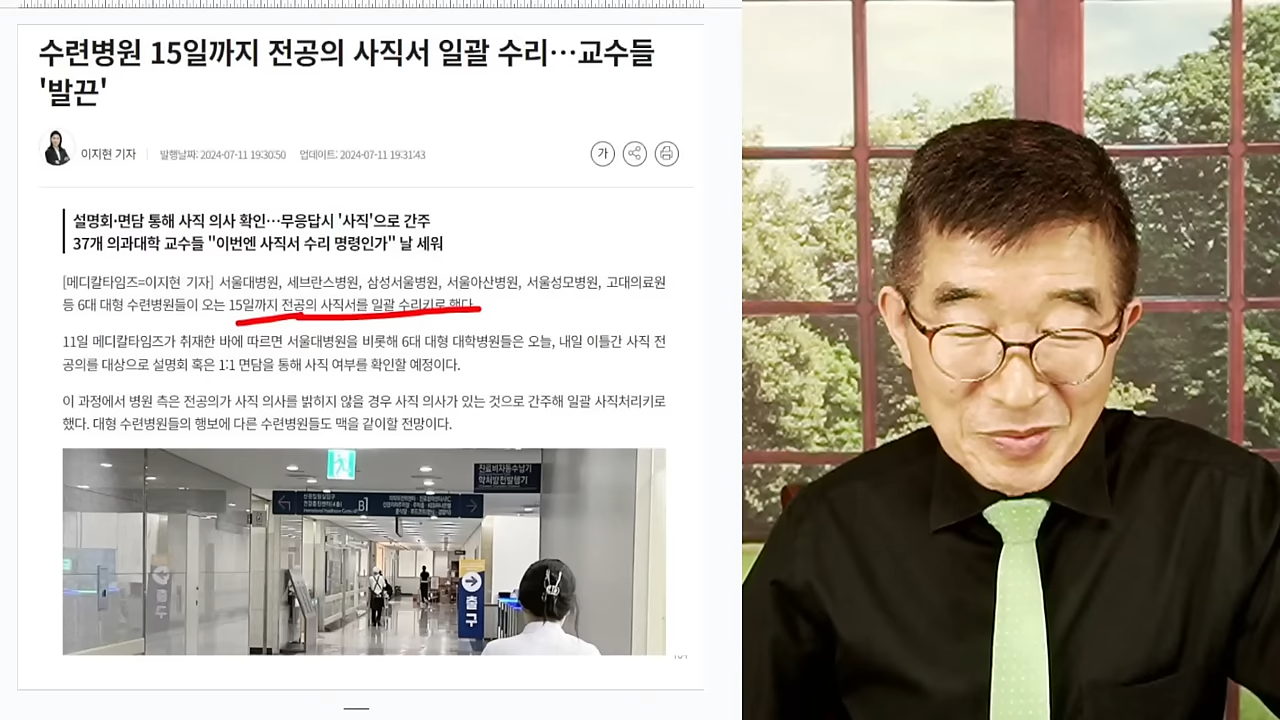 수련병원 15일까지 전공의 사직서 일괄 수리…교수들
'발끈'
이지현 기자
발행날짜: 2024-07-11 19:30:50 업데이트: 2024-07-11 19:31:43
가
설명회·면담 통해 사직 의사 확인…무응답시 '사직'으로 간주
37개 의과대학 교수들 "이번엔 사직서 수리 명령인가" 날 세워
[메디칼타임즈=이지현 기자] 서울대병원, 세브란스병원, 삼성서울병원, 서울아산병원, 서울성모병원, 고대의료원
등 6대 대형 수련병원들이 오는 15일까지 전공의 사직서를 일괄 수리키로 했다.
11일 메디칼타임즈가 취재한 바에 따르면 서울대병원을 비롯해 6대 대형 대학병원들은 오늘, 내일 이틀간 사직 전
공의를 대상으로 설명회 혹은 1:1 면담을 통해 사직 여부를 확인할 예정이다.
이 과정에서 병원 측은 전공의가 사직 의사를 밝히지 않을 경우 사직 의사가 있는 것으로 간주해 일괄 사직처리키로
했다. 대형 수련병원들의 행보에 다른 수련병원들도 맥을 같이할 전망이다.
B1
출구